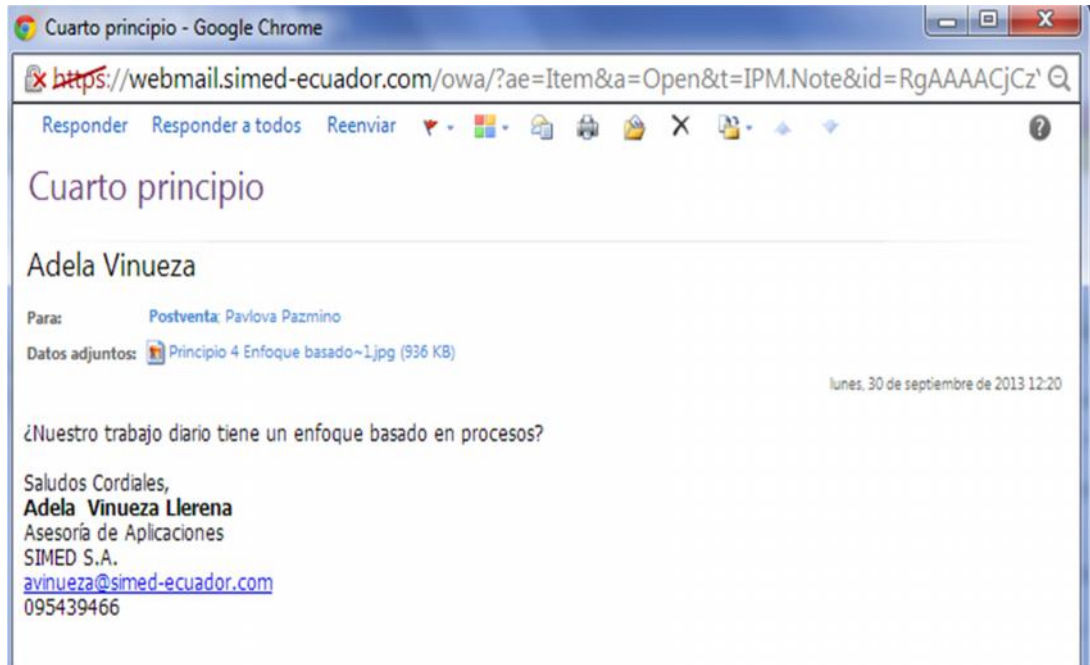 Cuarto principio - Google Chrome
https://webmail.simed-ecuador.com/owa/?ae=Item&a=Open&t=IPM.Note&id=RgAAAACjCz
Responder Responder a todos Reenviar
Cuarto principio
Adela Vinueza
Para: Postventa; Pavlova Pazmino
Datos adjuntos: Principio 4 Enfoque basado~1.jpg (936 KB)
lunes, 30 de septiembre de 2013 12:20
¿Nuestro trabajo diario tiene un enfoque basado en procesos?
Saludos Cordiales,
Adela Vinueza Llerena
Asesoría de Aplicaciones
SIMED S.A.
avinueza@simed-ecuador.com
095439466